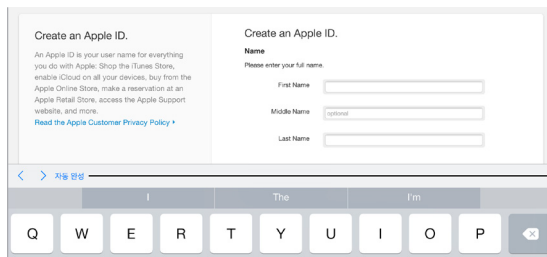 Create an Apple ID.
An Apple ID is your user name for everything
you do with Apple: Shop the iTunes Store,
enable iCloud on all your devices, buy from the
Apple Online Store, make a reservation at an
Apple Retail Store, access the Apple Support
website, and more.
Read the Apple Customer Privacy Policy
Create an Apple ID.
Name
Please enter your full name.
First Name
Middle Name
optional
Last Name
자동 완성
I The I'm
Q W E R T Y U I O P